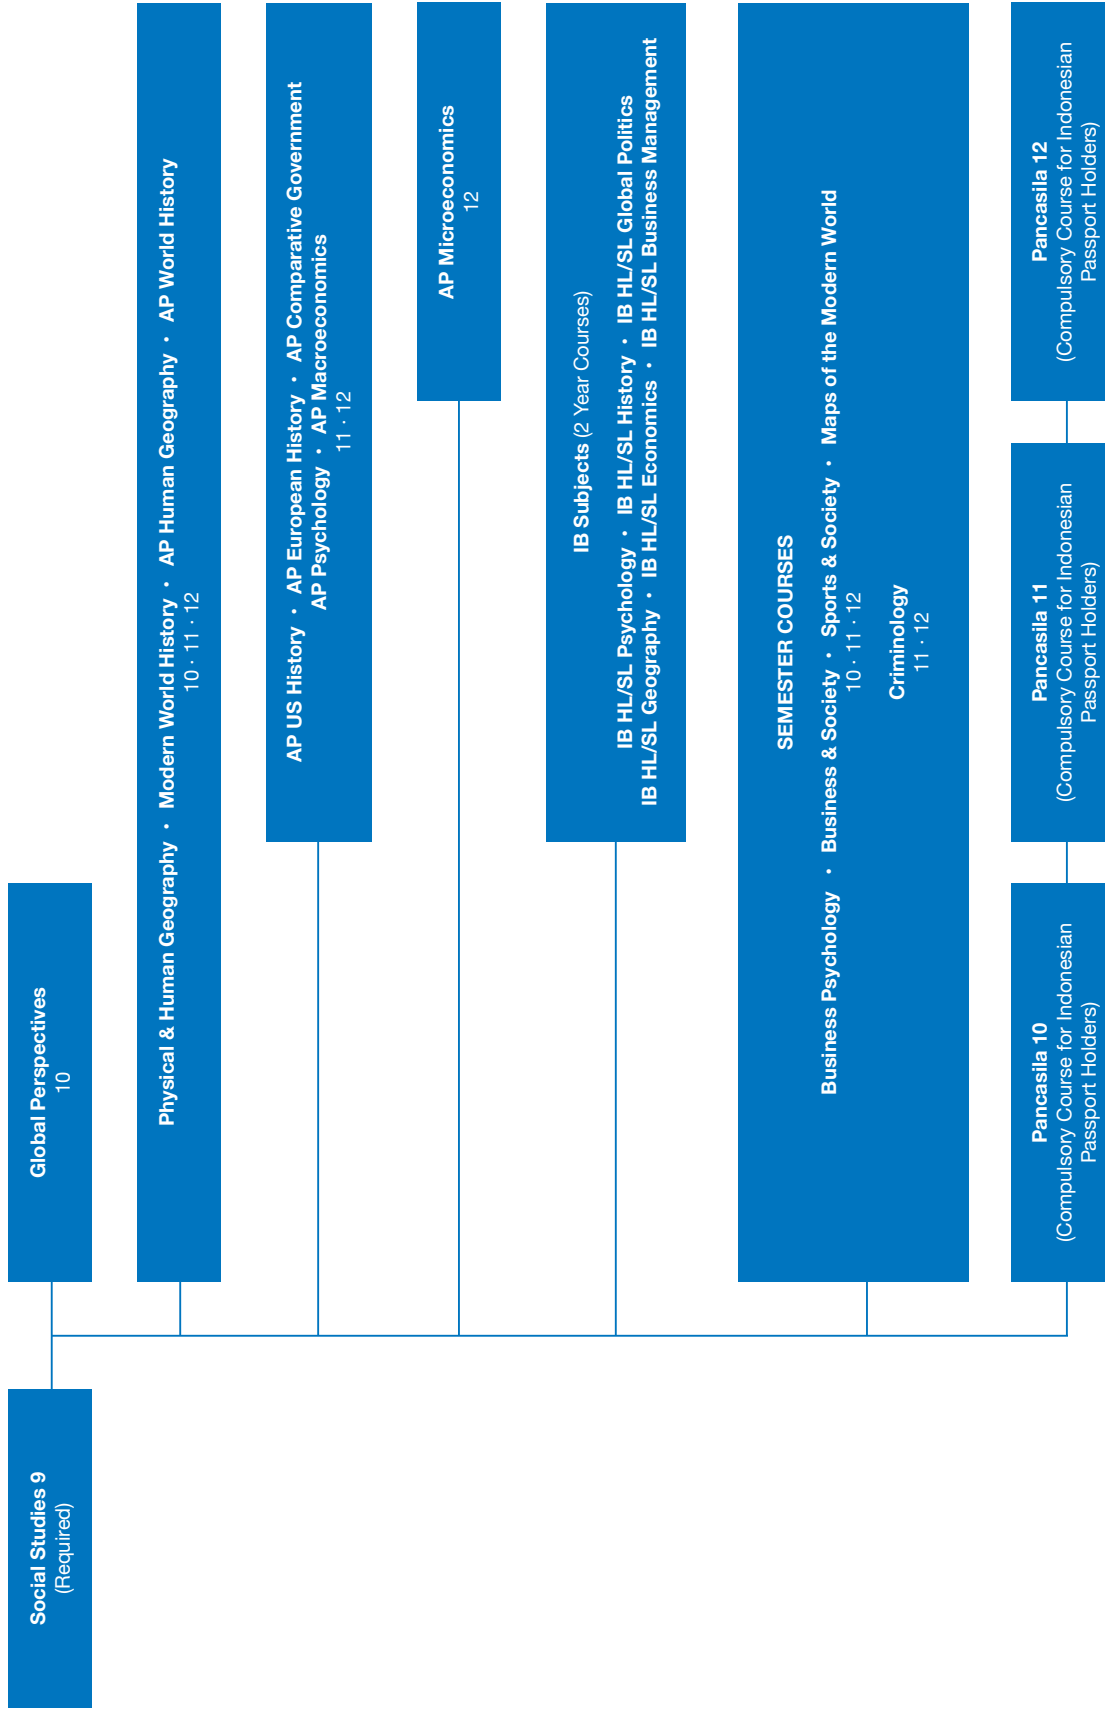 Social Studies 9
(Required)
Global Perspectives
10
Physical & Human Geography • Modern World History • AP Human Geography • AP World History
10 · 11 · 12
AP US History • AP European History • AP Comparative Government
AP Psychology • AP Macroeconomics
11 · 12
AP Microeconomics
12
IB Subjects (2 Year Courses)
IB HL/SL Psychology • IB HL/SL History • IB HL/SL Global Politics
IB HL/SL Geography • IB HL/SL Economics • IB HL/SL Business Management
SEMESTER COURSES
Business Psychology • Business & Society • Sports & Society • Maps of the Modern World
10 · 11 · 12
Criminology
11 · 12
Pancasila 10
(Compulsory Course for Indonesian
Passport Holders)
Pancasila 11
(Compulsory Course for Indonesian
Passport Holders)
Pancasila 12
(Compulsory Course for Indonesian
Passport Holders)